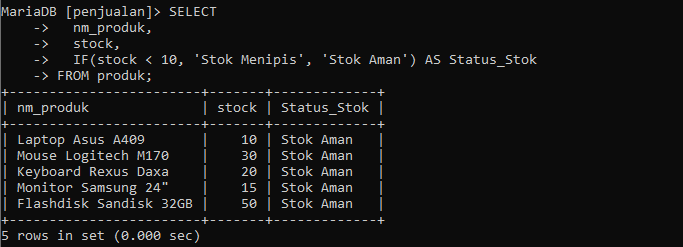 MariaDB [penjualan]> SELECT
    ->   nm_produk,
    ->   stock,
    ->   IF(stock < 10, 'Stok Menipis', 'Stok Aman') AS Status_Stok
    -> FROM produk;
+------------------------+-------+-------------+
| nm_produk              | stock | Status_Stok |
+------------------------+-------+-------------+
| Laptop Asus A409       |    10 | Stok Aman   |
| Mouse Logitech M170    |    30 | Stok Aman   |
| Keyboard Rexus Daxa    |    20 | Stok Aman   |
| Monitor Samsung 24"    |    15 | Stok Aman   |
| Flashdisk Sandisk 32GB |    50 | Stok Aman   |
+------------------------+-------+-------------+
5 rows in set (0.000 sec)